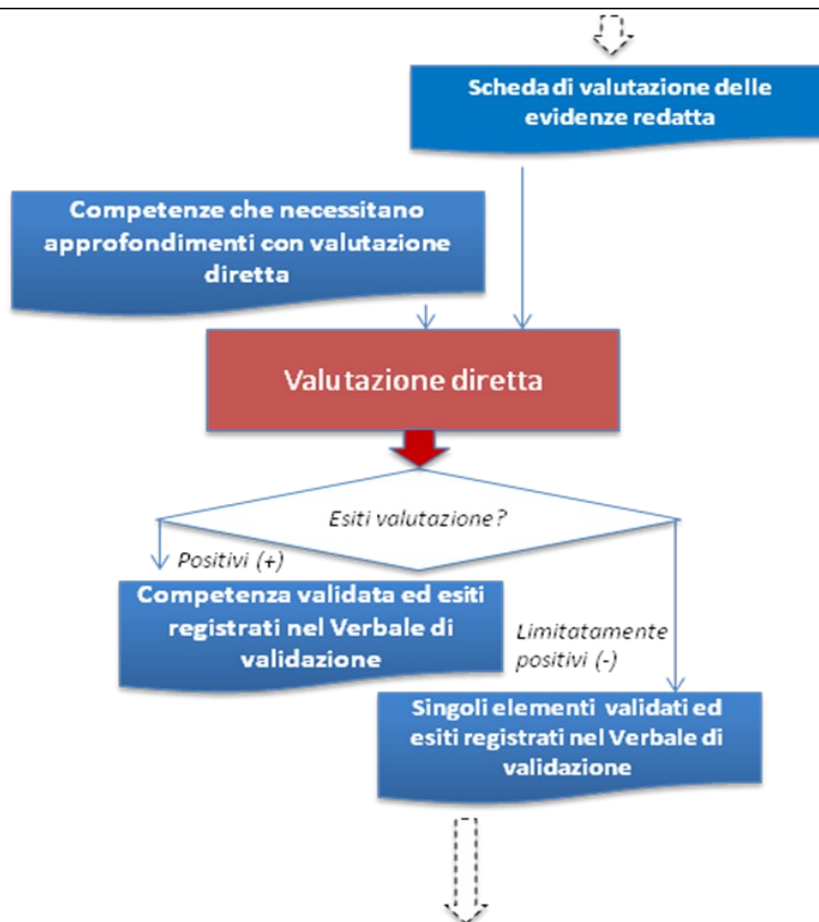 Scheda di valutazione delle
evidenze redatta
Competenze che necessitano
approfondimenti con valutazione
diretta
Valutazione diretta
Esiti valutazione?
Positivi (+)
Competenza validata ed esiti
registrati nel Verbale di
validazione
Limitatamente
positivi (-)
Singoli elementi validati ed
esiti registrati nel Verbale di
validazione